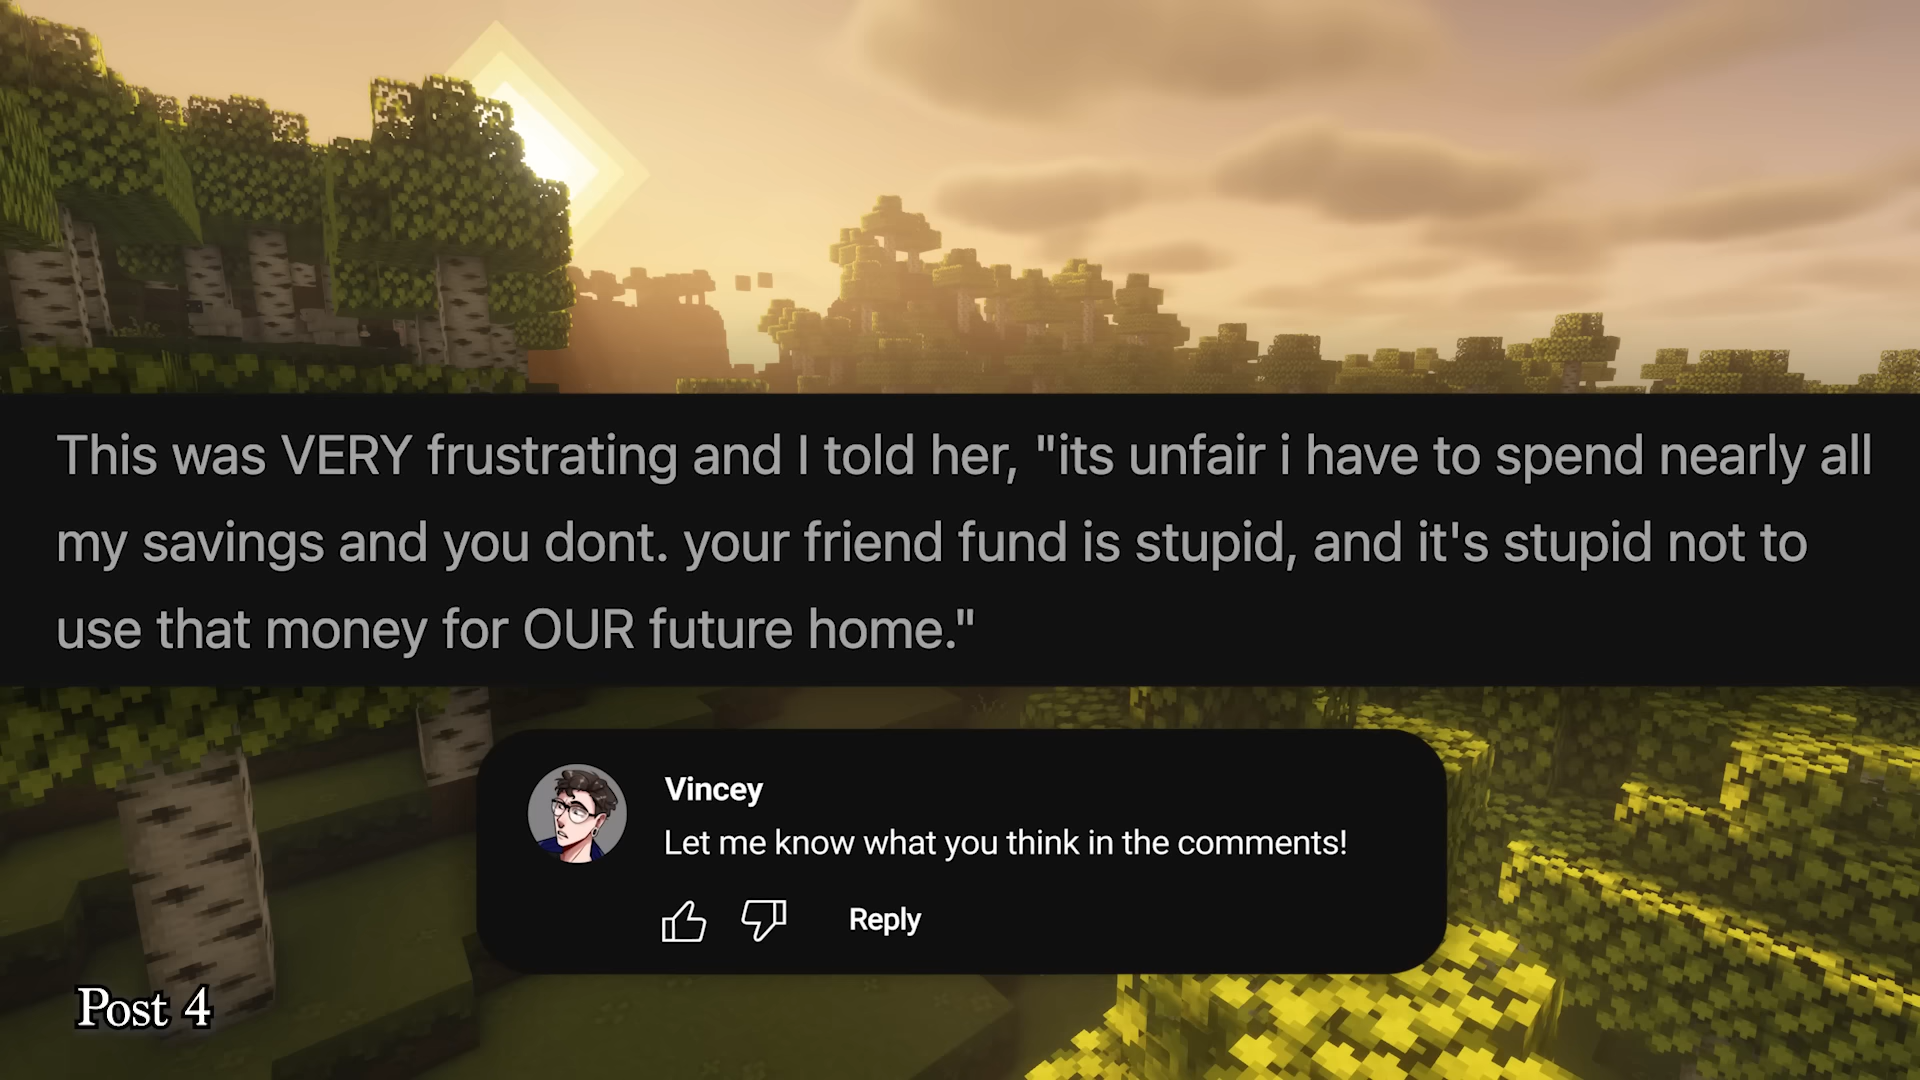 This was VERY frustrating and I told her, "its unfair i have to spend nearly all
my savings and you dont. your friend fund is stupid, and it's stupid not to
use that money for OUR future home."
Vincey
Let me know what you think in the comments!
Reply
Post 4